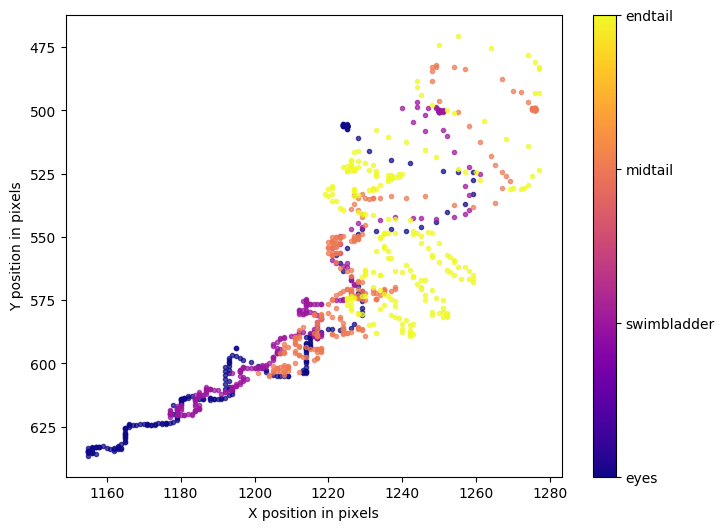 475
500
525
550
575
600
625
Y position in pixels
1160
1180
1200
1220
1240
1260
1280
X position in pixels
endtail
midtail
swimbladder
eyes